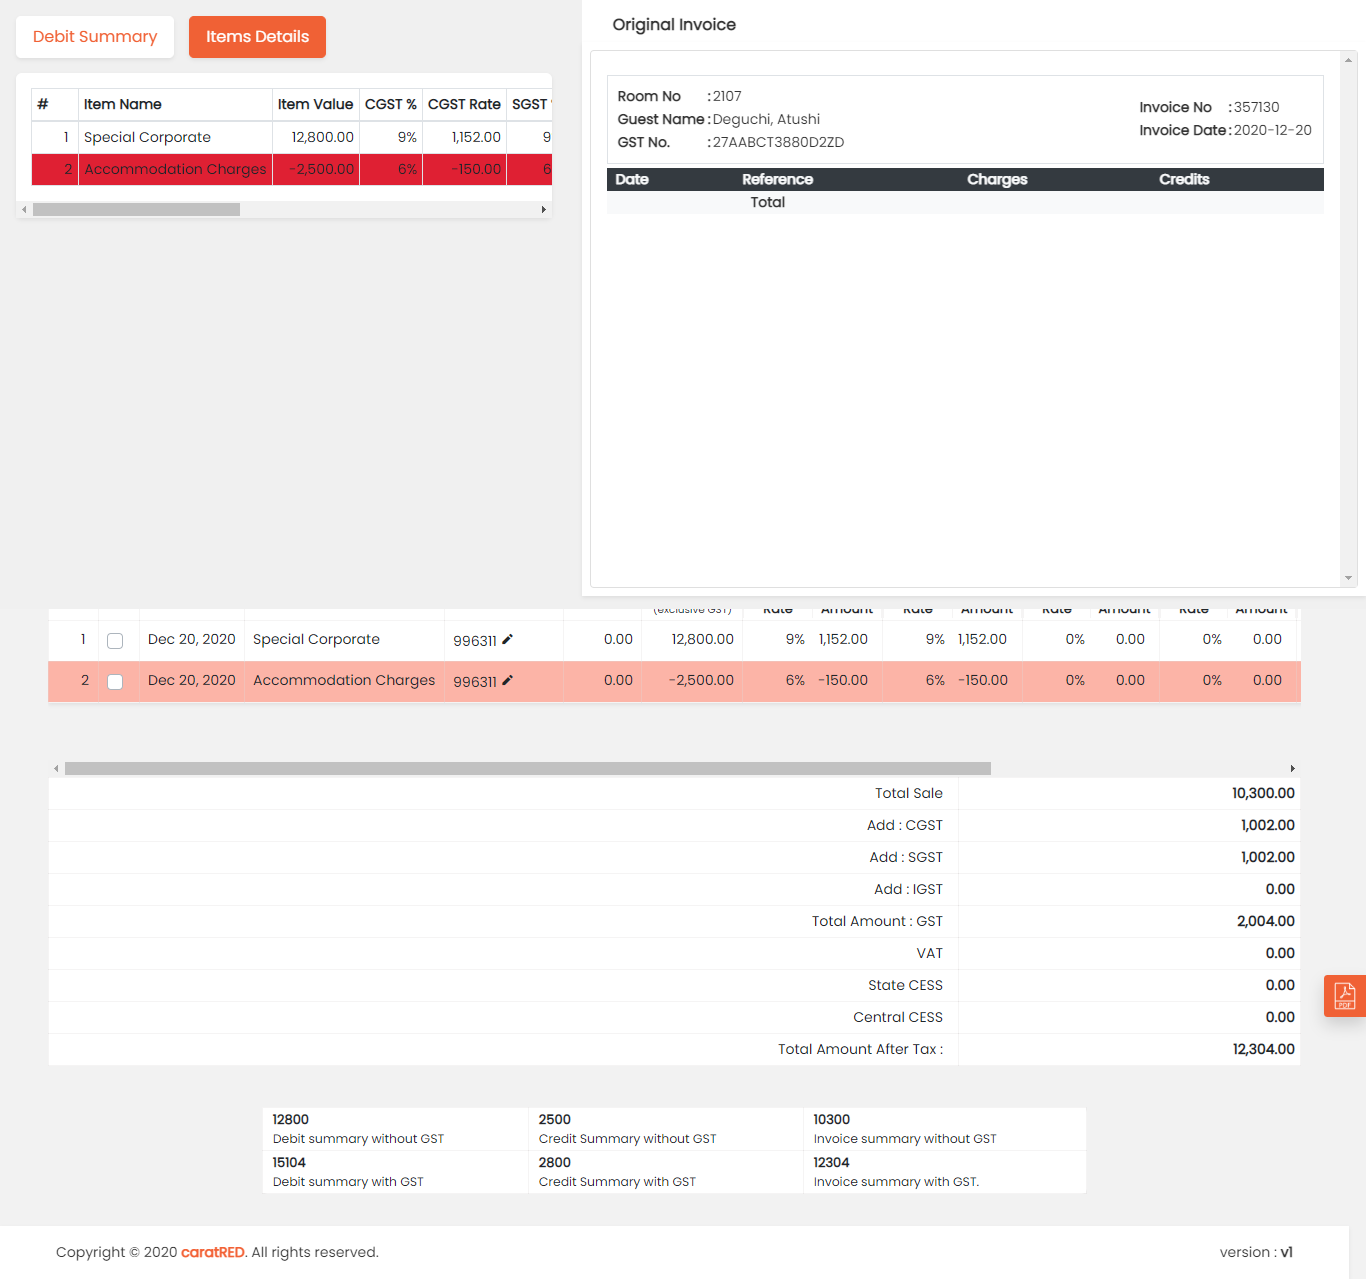 Debit Summary Items Details
# Item Name Item Value CGST % CGST Rate SGST
1 Special Corporate 12,800.00 9% 1,152.00 9
2 Accommodation Charges -2,500.00 6% -150.00 6
Original Invoice
Room No :2107
Guest Name :Deguchi, Atushi
GST No. :27AABCT3880D2ZD
Invoice No :357130
Invoice Date :2020-12-20
Date Reference Charges Credits
Total
(exclusive GST) Rate Amount Rate Amount Rate Amount Rate Amount
1 Dec 20, 2020 Special Corporate 996311 0.00 12,800.00 9% 1,152.00 9% 1,152.00 0% 0.00 0% 0.00
2 Dec 20, 2020 Accommodation Charges 996311 0.00 -2,500.00 6% -150.00 6% -150.00 0% 0.00 0% 0.00
Total Sale 10,300.00
Add : CGST 1,002.00
Add : SGST 1,002.00
Add : IGST 0.00
Total Amount : GST 2,004.00
VAT 0.00
State CESS 0.00
Central CESS 0.00
Total Amount After Tax : 12,304.00
PDF
12800 2500 10300
Debit summary without GST Credit Summary without GST Invoice summary without GST
15104 2800 12304
Debit summary with GST Credit Summary with GST Invoice summary with GST.
Copyright © 2020 caratRED. All rights reserved. version : v1